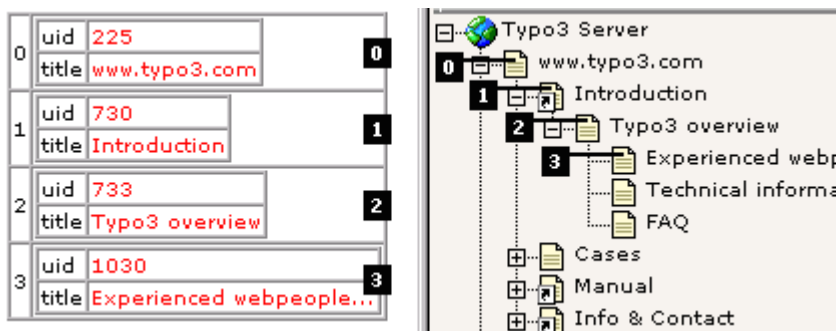 0 uid 225 0
title www.typo3.com
1 uid 730 1
title Introduction
2 uid 733 2
title Typo3 overview
3 uid 1030 3
title Experienced webpeople...
Typo3 Server
0 www.typo3.com
1 Introduction
2 Typo3 overview
3 Experienced webp
Technical informa
FAQ
Cases
Manual
Info & Contact